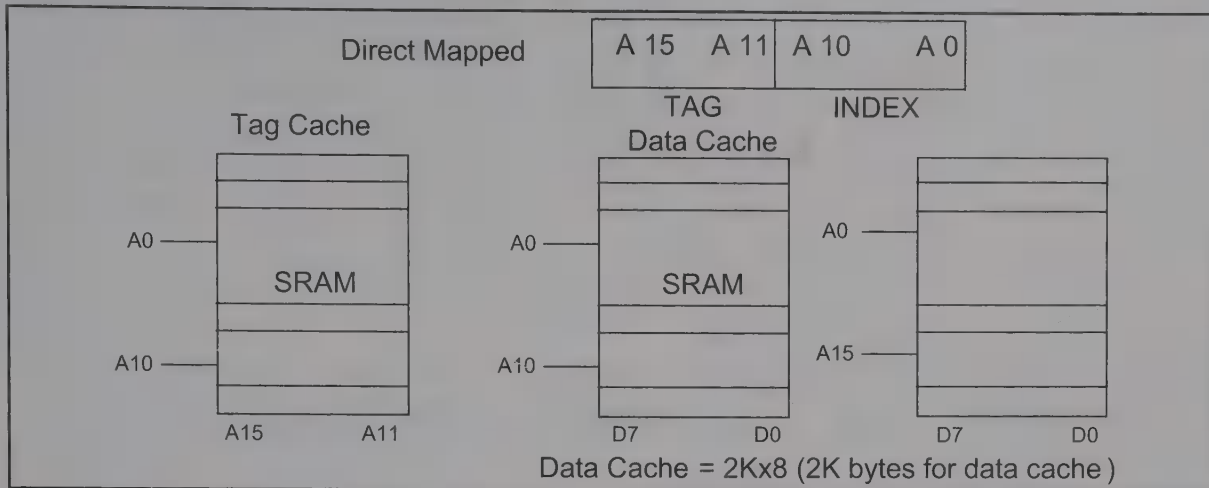 Direct Mapped
A 15 A 11 A 10 A 0
TAG INDEX
Tag Cache
Data Cache
A0
SRAM
A10
A15 A11
A0
SRAM
A10
D7 D0
A0
A15
D7 D0
Data Cache = 2Kx8 (2K bytes for data cache)